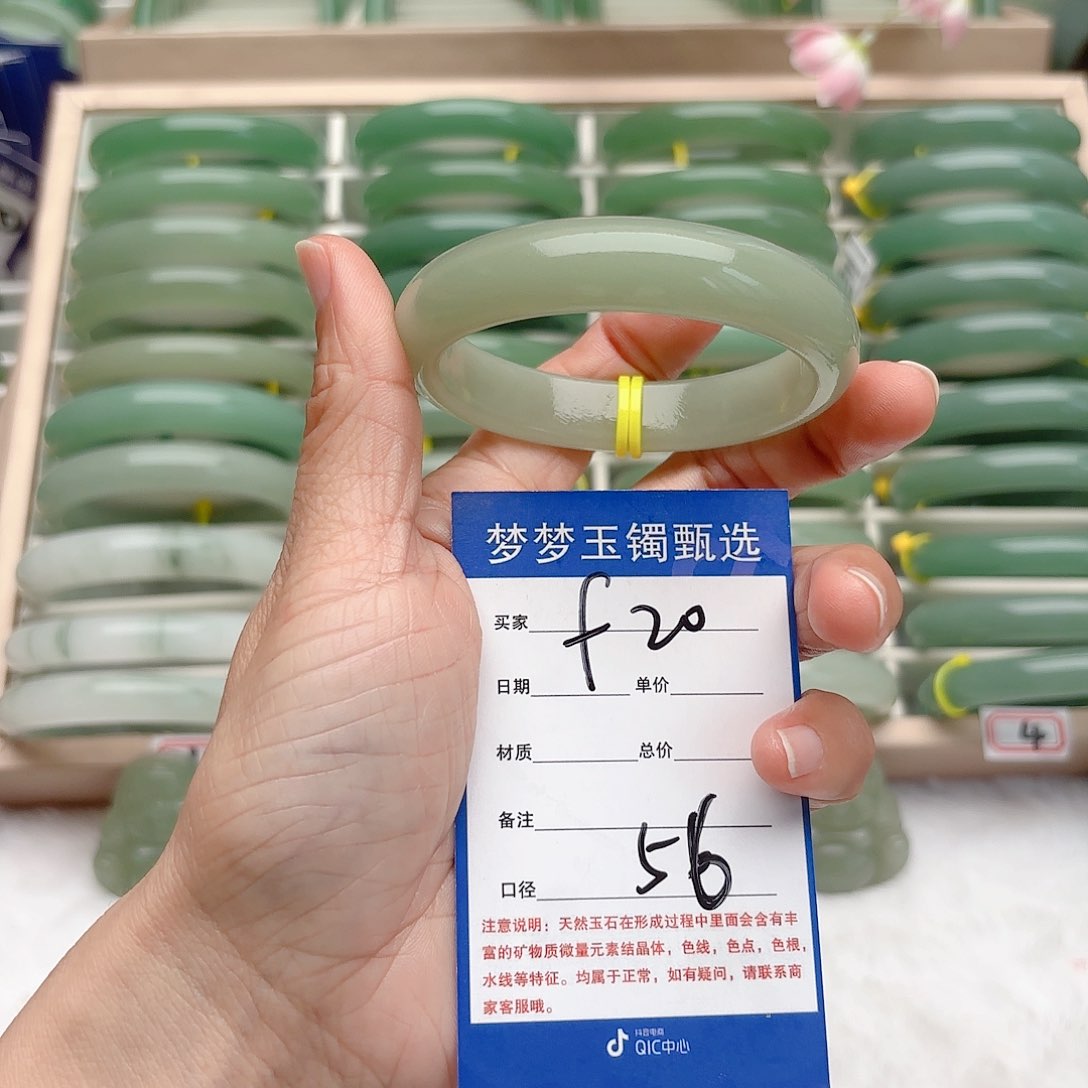 梦梦玉镯甄选
买家 f 20
日期 单价
材质 总价
备注
口径 56
注意说明：天然玉石在形成过程中里面会含有丰
富的矿物质微量元素结晶体，色线，色点，色根，
水线等特征。均属于正常，如有疑问，请联系商
家客服哦。
抖音电商
QIC中心
4